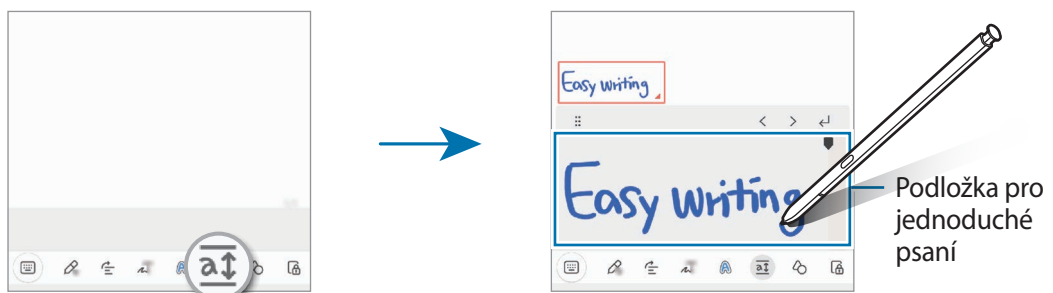 Easy writing
Easy writing
Podložka pro
jednoduché
psaní
a
a